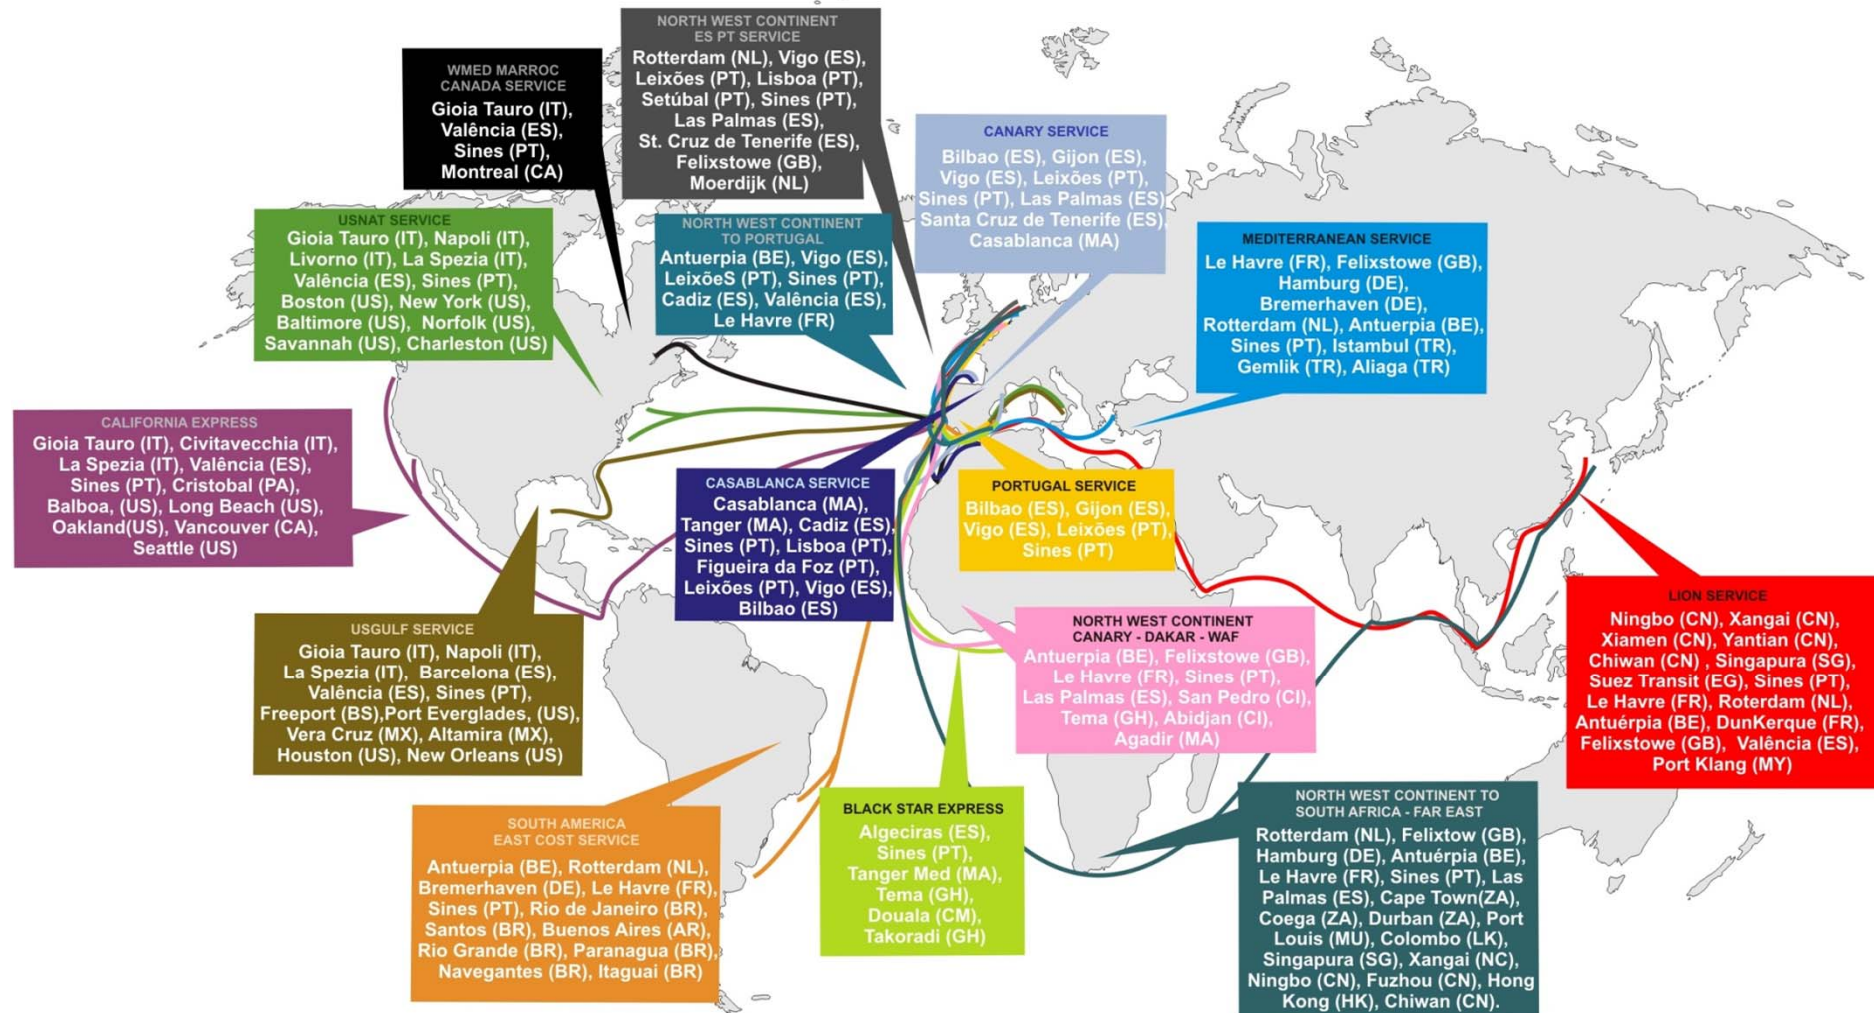 NORTH WEST CONTINENT
ES PT SERVICE
Rotterdam (NL), Vigo (ES),
Leixões (PT), Lisboa (PT),
Setúbal (PT), Sines (PT),
Las Palmas (ES),
St. Cruz de Tenerife (ES),
Felixstowe (GB),
Moerdijk (NL)
WMED MARROC
CANADA SERVICE
Gioia Tauro (IT),
Valência (ES),
Sines (PT),
Montreal (CA)
CANARY SERVICE
Bilbao (ES), Gijon (ES),
Vigo (ES), Leixões (PT),
Sines (PT), Las Palmas (ES)
Santa Cruz de Tenerife (ES),
Casablanca (MA)
USNAT SERVICE
Gioia Tauro (IT), Napoli (IT),
Livorno (IT), La Spezia (IT),
Valência (ES), Sines (PT),
Boston (US), New York (US),
Baltimore (US), Norfolk (US),
Savannah (US), Charleston (US)
NORTH WEST CONTINENT
TO PORTUGAL
Antuerpia (BE), Vigo (ES),
LeixõeS (PT), Sines (PT),
Cadiz (ES), Valência (ES),
Le Havre (FR)
MEDITERRANEAN SERVICE
Le Havre (FR), Felixstowe (GB),
Hamburg (DE),
Bremerhaven (DE),
Rotterdam (NL), Antuerpia (BE),
Sines (PT), Istambul (TR),
Gemlik (TR), Aliaga (TR)
CALIFORNIA EXPRESS
Gioia Tauro (IT), Civitavecchia (IT),
La Spezia (IT), Valência (ES),
Sines (PT), Cristobal (PA),
Balboa, (US), Long Beach (US),
Oakland(US), Vancouver (CA),
Seattle (US)
CASABLANCA SERVICE
Casablanca (MA),
Tanger (MA), Cadiz (ES),
Sines (PT), Lisboa (PT),
Figueira da Foz (PT),
Leixões (PT), Vigo (ES),
Bilbao (ES)
PORTUGAL SERVICE
Bilbao (ES), Gijon (ES),
Vigo (ES), Leixões (PT),
Sines (PT)
USGULF SERVICE
Gioia Tauro (IT), Napoli (IT),
La Spezia (IT), Barcelona (ES),
Valência (ES), Sines (PT),
Freeport (BS),Port Everglades, (US),
Vera Cruz (MX), Altamira (MX),
Houston (US), New Orleans (US)
NORTH WEST CONTINENT
CANARY - DAKAR - WAF
Antuerpia (BE), Felixstowe (GB),
Le Havre (FR), Sines (PT),
Las Palmas (ES), San Pedro (CI),
Tema (GH), Abidjan (CI),
Agadir (MA)
LION SERVICE
Ningbo (CN), Xangai (CN),
Xiamen (CN), Yantian (CN),
Chiwan (CN) , Singapura (SG),
Suez Transit (EG), Sines (PT),
Le Havre (FR), Roterdam (NL),
Antuérpia (BE), DunKerque (FR),
Felixstowe (GB), Valência (ES),
Port Klang (MY)
SOUTH AMERICA
EAST COST SERVICE
Antuerpia (BE), Rotterdam (NL),
Bremerhaven (DE), Le Havre (FR),
Sines (PT), Rio de Janeiro (BR),
Santos (BR), Buenos Aires (AR),
Rio Grande (BR), Paranagua (BR),
Navegantes (BR), Itaguai (BR)
BLACK STAR EXPRESS
Algeciras (ES),
Sines (PT),
Tanger Med (MA),
Tema (GH),
Douala (CM),
Takoradi (GH)
NORTH WEST CONTINENT TO
SOUTH AFRICA - FAR EAST
Rotterdam (NL), Felixtow (GB),
Hamburg (DE), Antuérpia (BE),
Le Havre (FR), Sines (PT), Las
Palmas (ES), Cape Town(ZA),
Coega (ZA), Durban (ZA), Port
Louis (MU), Colombo (LK),
Singapura (SG), Xangai (NC),
Ningbo (CN), Fuzhou (CN), Hong
Kong (HK), Chiwan (CN).